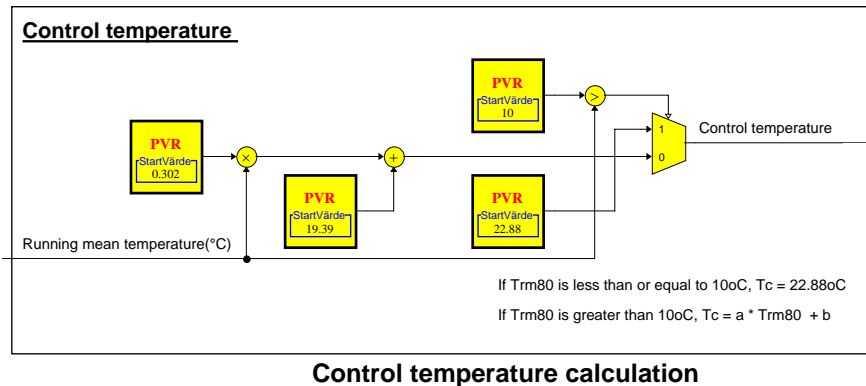 Control temperature
PVR
StartVärde
10
>
PVR
StartVärde
0.302
×
+
1
0
Control temperature
PVR
StartVärde
19.39
PVR
StartVärde
22.88
Running mean temperature(°C)
If Trm80 is less than or equal to 10oC, Tc = 22.88oC
If Trm80 is greater than 10oC, Tc = a * Trm80 + b
Control temperature calculation